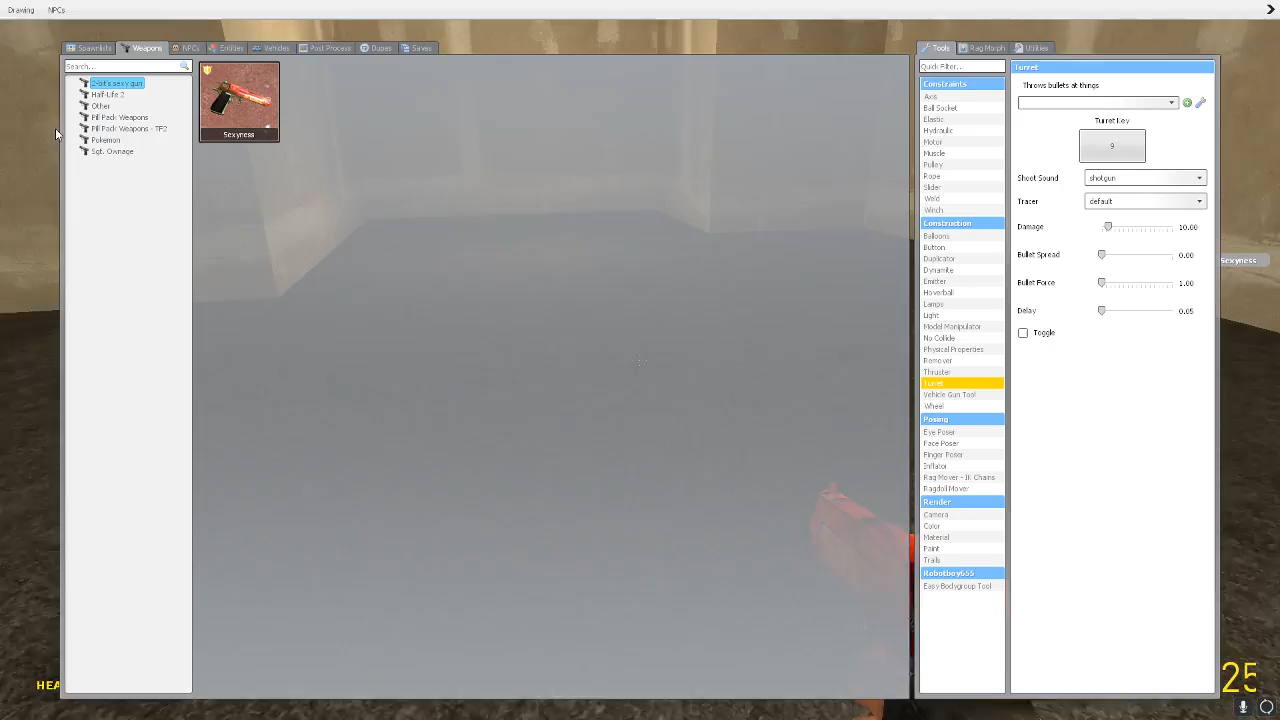 Drawing NPCs
Spawnlists Weapons NPCs Entities Vehicles Post Process Dupes Saves
Search...
2-bit's sexy gun
Half-Life 2
Other
Pill Pack Weapons
Pill Pack Weapons - TF2
Pokemon
Sgt. Ownage
Sexyness
Tools Rag Morph Utilities
Quick Filter...
Constraints
Axis
Ball Socket
Elastic
Hydraulic
Motor
Muscle
Pulley
Rope
Slider
Weld
Winch
Construction
Balloons
Button
Duplicator
Dynamite
Emitter
Hoverball
Lamps
Light
Model Manipulator
No Collide
Physical Properties
Remover
Thruster
Turret
Vehicle Gun Tool
Wheel
Posing
Eye Poser
Face Poser
Finger Poser
Inflator
Rag Mover - IK Chains
Ragdoll Mover
Render
Camera
Color
Material
Paint
Trails
Robotboy655
Easy Bodygroup Tool
Turret
Throws bullets at things
Turret Key
9
Shoot Sound shotgun
Tracer default
Damage 10.00
Bullet Spread 0.00
Bullet Force 1.00
Delay 0.05
Toggle
Sexyness
HEA
25